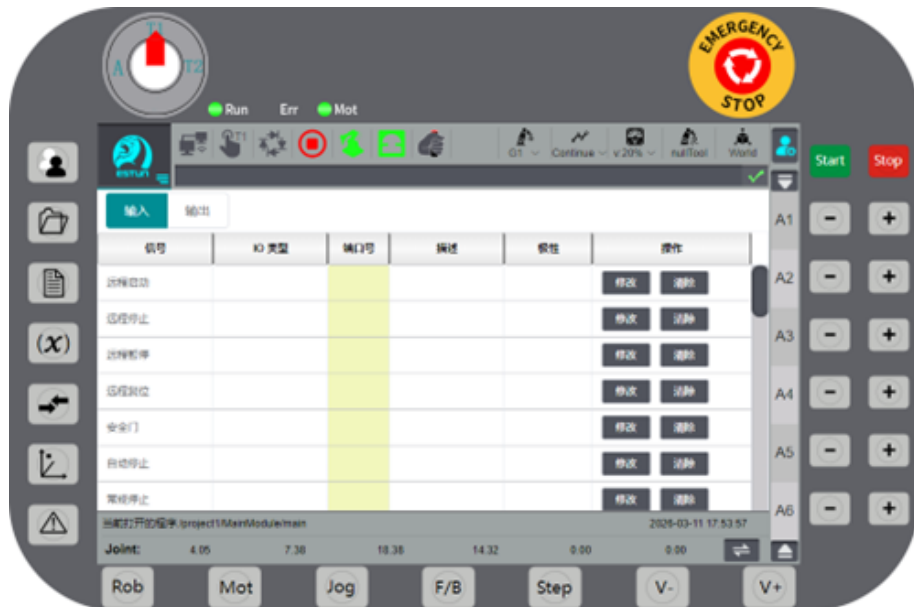 T1
A T2
EMERGENCY
STOP
Run Err Mot
ESTUN
T1
G1 Continue v:20% nullTool World
Start Stop
输入 输出
信号 IO 类型 端口号 描述 极性 操作
远程启动 修改 清除
远程停止 修改 清除
远程暂停 修改 清除
远程复位 修改 清除
安全门 修改 清除
自动停止 修改 清除
常规停止 修改 清除
A1 - +
A2 - +
A3 - +
A4 - +
A5 - +
A6 - +
(x)
当前打开的程序:/project1/MainModule/main 2026-03-11 17:53:57
Joint: 4.05 7.38 18.38 14.32 0.00 0.00
Rob Mot Jog F/B Step V- V+